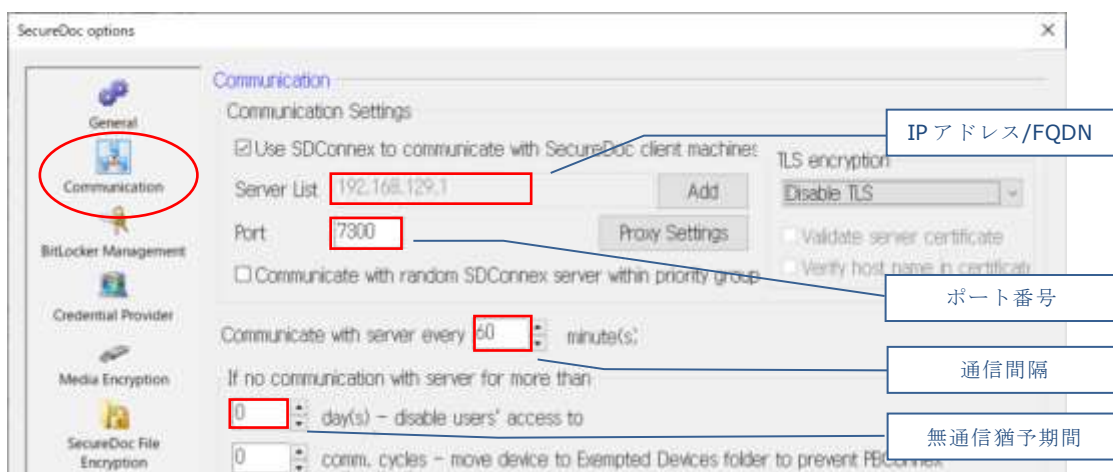 SecureDoc options
General
Communication
BitLocker Management
Credential Provider
Media Encryption
SecureDoc File
Encryption
Communication
Communication Settings
Use SDConnex to communicate with SecureDoc client machines
Server List 192.168.129.1 Add
Port 7300 Proxy Settings
Communicate with random SDConnex server within priority group
TLS encryption
Disable TLS
Validate server certificate
Verify host name in certificate
Communicate with server every 60 minute(s)
If no communication with server for more than
0 day(s) - disable users' access to
0 comm. cycles - move device to Exempted Devices folder to prevent PBConnex
IP アドレス/FQDN
ポート番号
通信間隔
無通信猶予期間